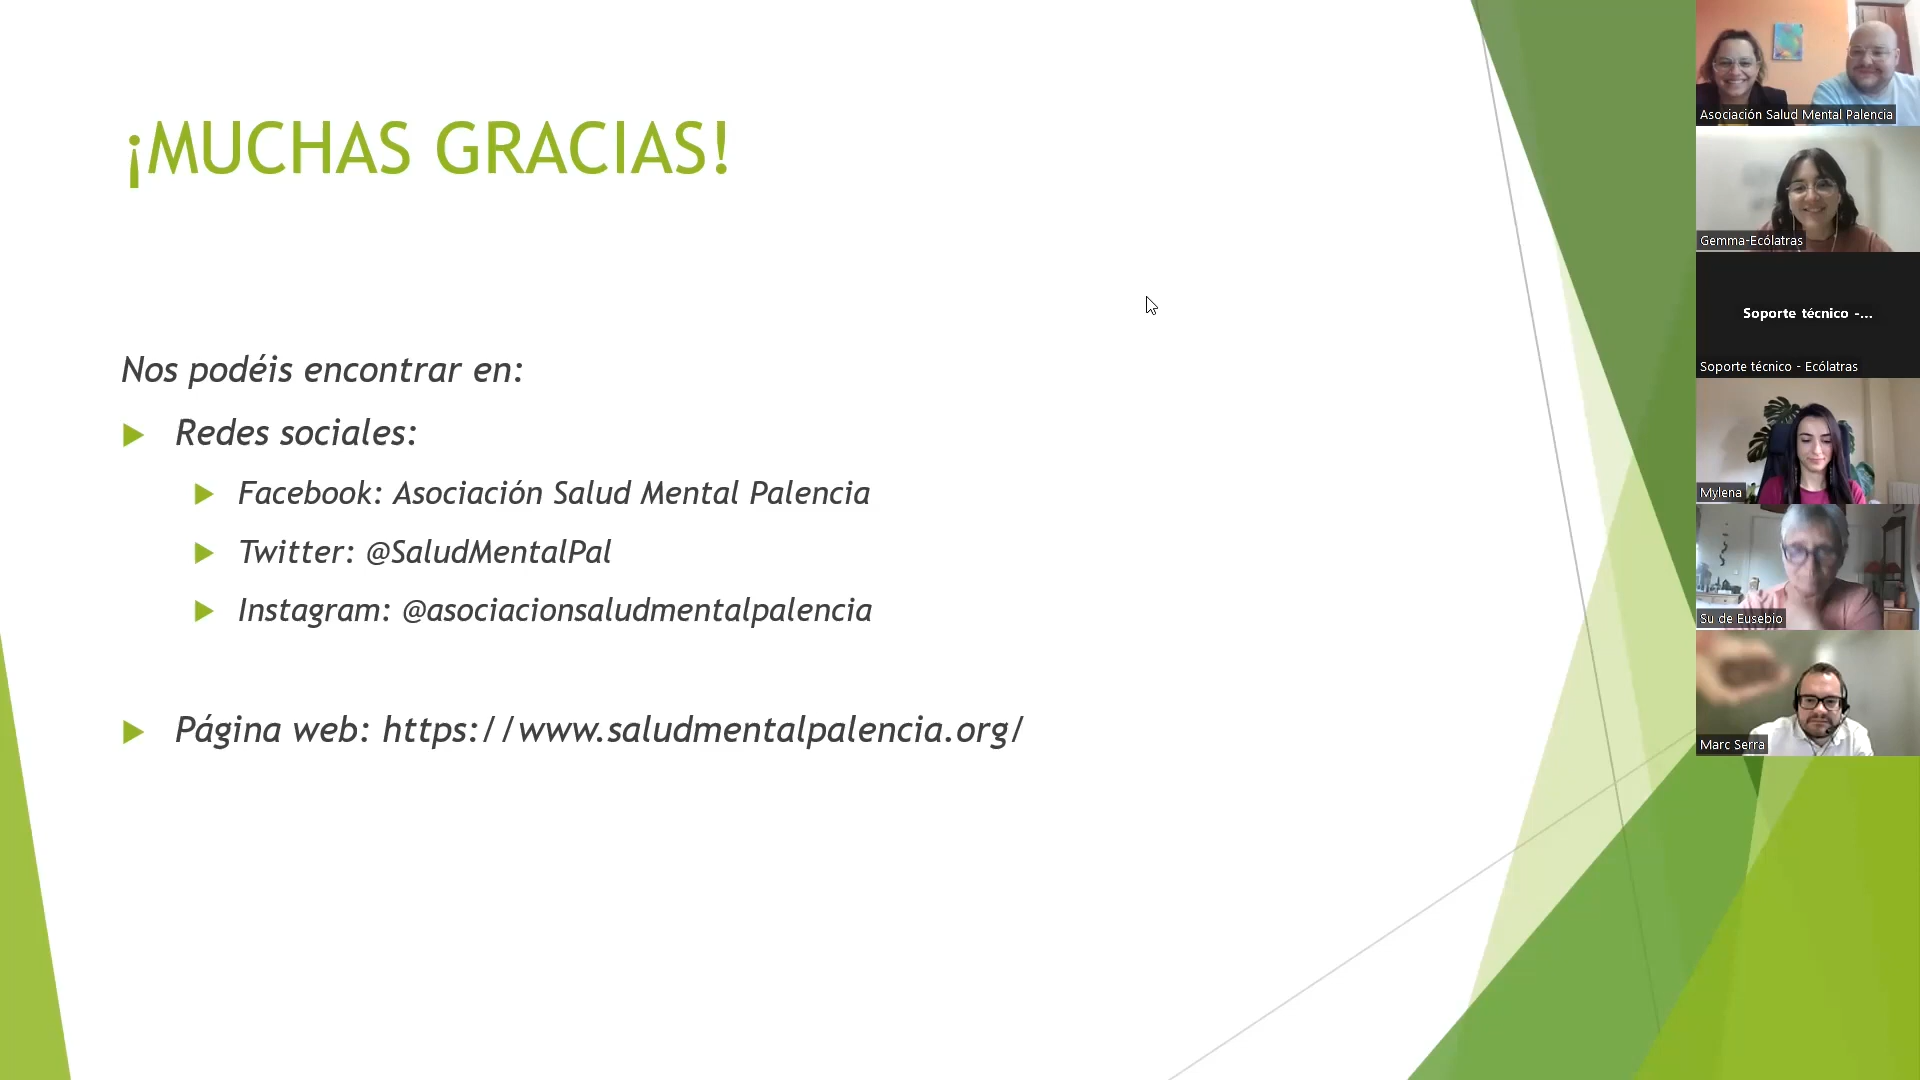 ¡MUCHAS GRACIAS!
Nos podéis encontrar en:
Redes sociales:
Facebook: Asociación Salud Mental Palencia
Twitter: @SaludMentalPal
Instagram: @asociacionsaludmentalpalencia
Página web: https://www.saludmentalpalencia.org/
Asociación Salud Mental Palencia
Gemma-Ecólatras
Soporte técnico -...
Soporte técnico - Ecólatras
Mylena
Su de Eusebio
Marc Serra